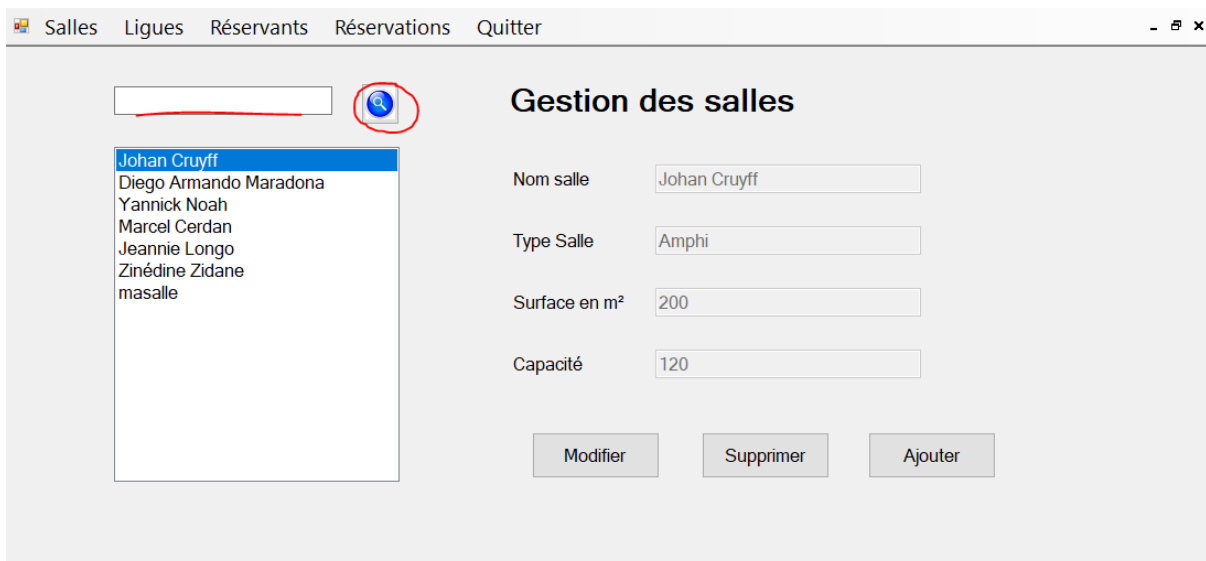 Salles Ligues Réservants Réservations Quitter
Gestion des salles
Johan Cruyff
Diego Armando Maradona
Yannick Noah
Marcel Cerdan
Jeannie Longo
Zinédine Zidane
masalle
Nom salle Johan Cruyff
Type Salle Amphi
Surface en m² 200
Capacité 120
Modifier Supprimer Ajouter